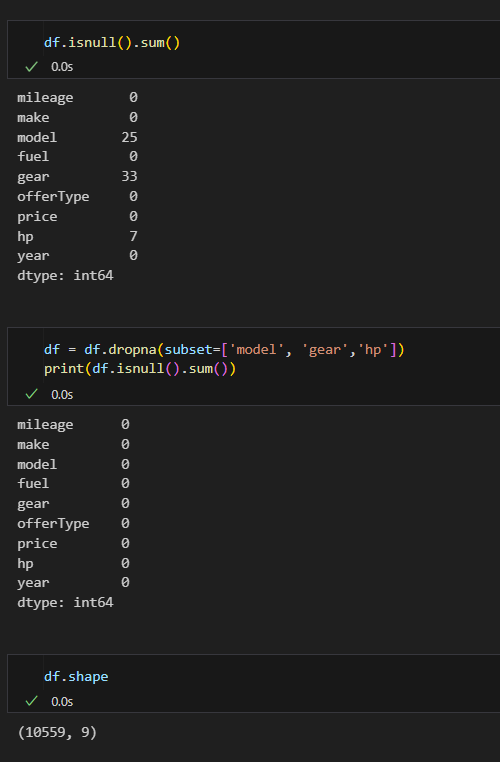 df.isnull().sum()
0.0s
mileage 0
make 0
model 25
fuel 0
gear 33
offerType 0
price 0
hp 7
year 0
dtype: int64
df = df.dropna(subset=['model', 'gear','hp'])
print(df.isnull().sum())
0.0s
mileage 0
make 0
model 0
fuel 0
gear 0
offerType 0
price 0
hp 0
year 0
dtype: int64
df.shape
0.0s
(10559, 9)